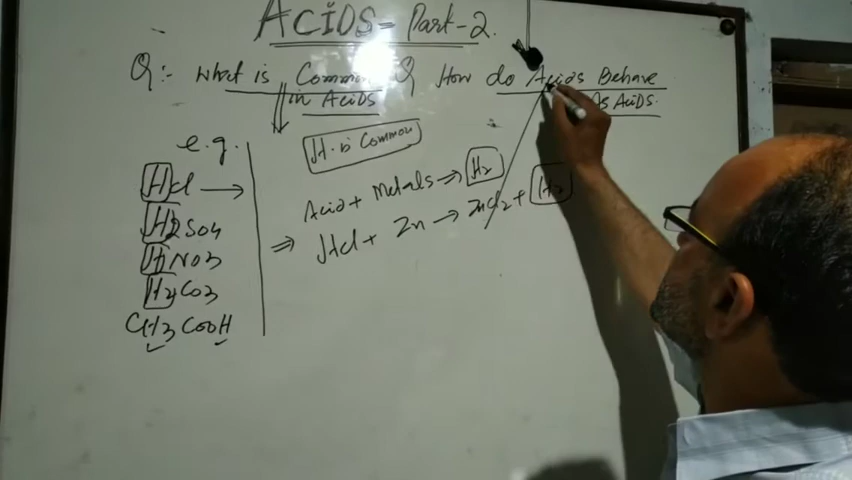 ACIDS - Part-2.
Q:- What is Common in ACIDS
Q How do Acids Behave As ACIDS.
e.g.
H is Common
HCl →
H2SO4
HNO3
H2CO3
CH3COOH
Acid + Metals ⇒ H2
⇒ HCl + Zn → ZnCl2 + H2